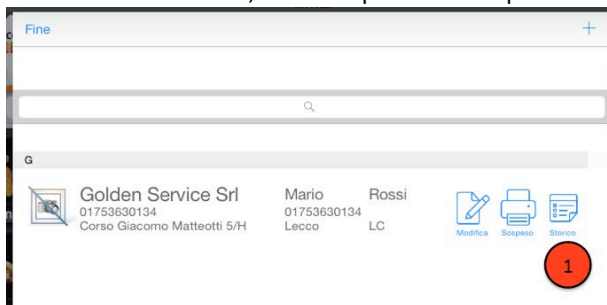 Fine +
G
Golden Service Srl Mario Rossi
01753630134 01753630134
Corso Giacomo Matteotti 5/H Lecco LC
Modifica Sospeso Storico
1